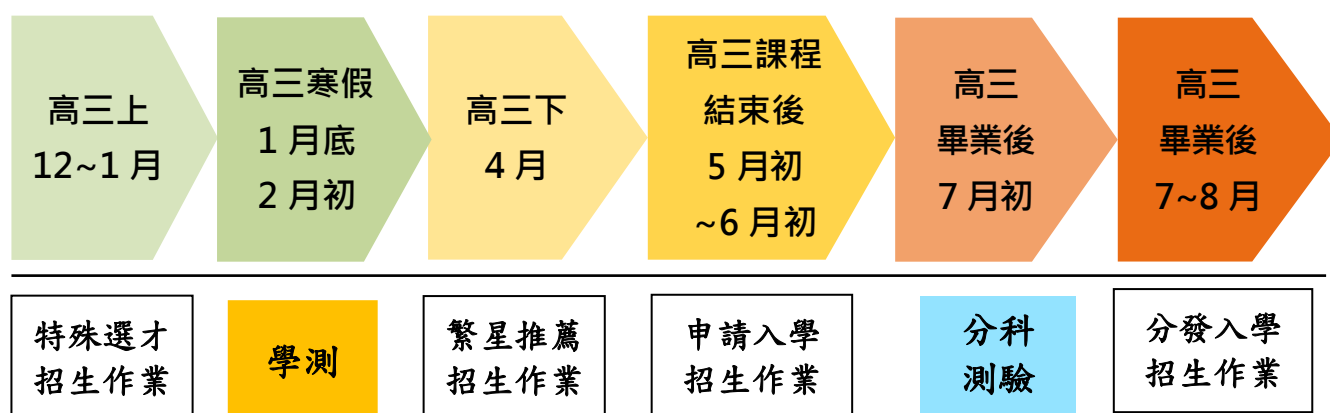 高三上
12~1 月
高三寒假
1 月底
2 月初
高三下
4 月
高三課程
結束後
5 月初
~6 月初
高三
畢業後
7 月初
高三
畢業後
7~8 月
特殊選才
招生作業
學測
繁星推薦
招生作業
申請入學
招生作業
分科
測驗
分發入學
招生作業